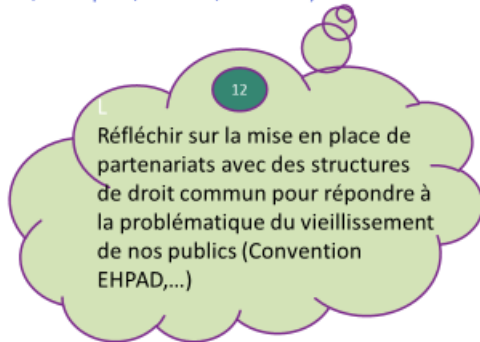 12
L
Réfléchir sur la mise en place de
partenariats avec des structures
de droit commun pour répondre à
la problématique du vieillissement
de nos publics (Convention
EHPAD,...)